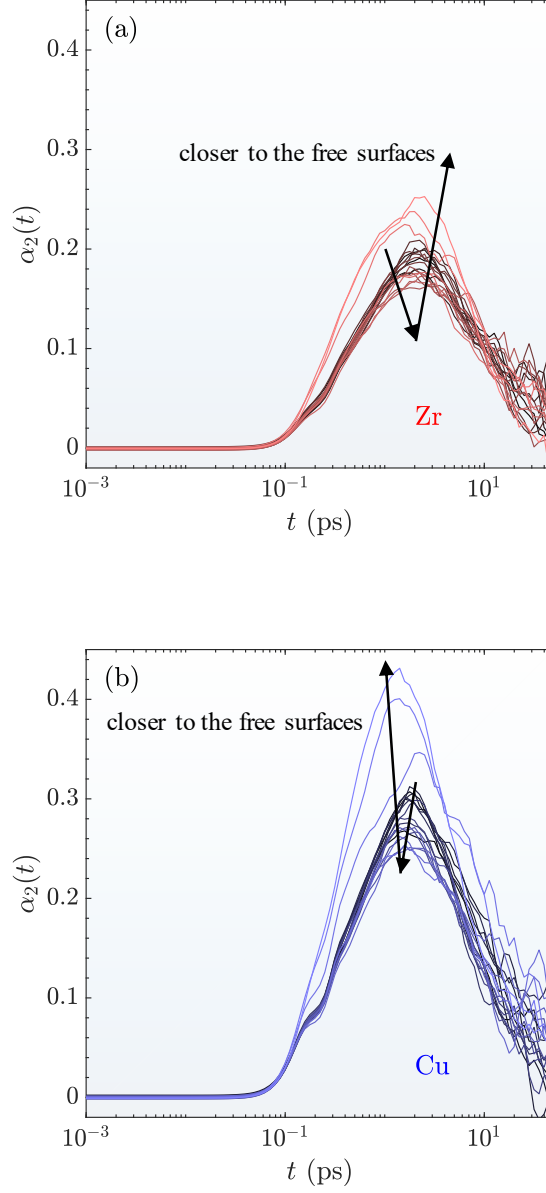 (a)
0.4
0.3
closer to the free surfaces
0.2
α₂(t)
0.1
Zr
0
10⁻³
10⁻¹
10¹
t (ps)
(b)
0.4
closer to the free surfaces
0.3
0.2
α₂(t)
0.1
Cu
0
10⁻³
10⁻¹
10¹
t (ps)